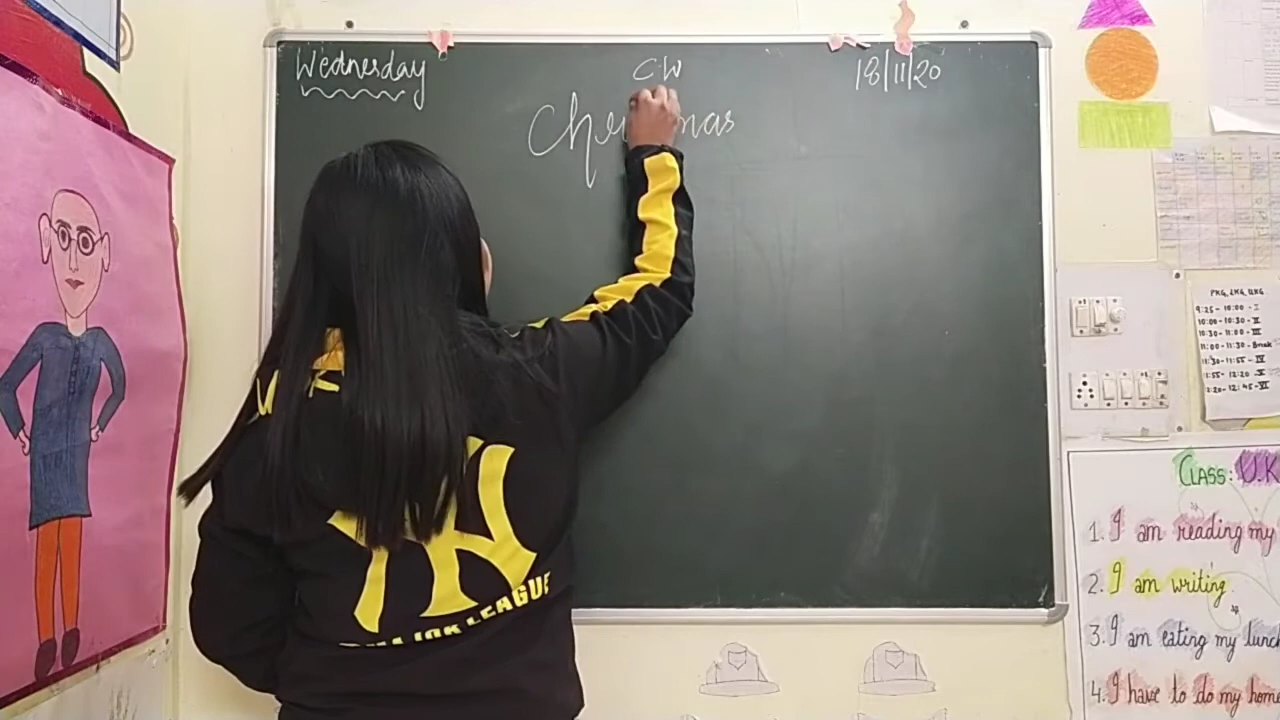 Wednesday
CW
18/11/20
PKG, LKG, UKG
9:25 - 10:00 - I
10:00 - 10:30 - II
10:30 - 11:00 - III
11:00 - 11:30 - Break
11:30 - 11:55 - IV
11:55 - 12:20 - V
12:20 - 12:45 - VI
CLASS: U.K
1. I am reading my
2. I am writing.
3. I am eating my lunch
4. I have to do my home
NY
MAJOR LEAGUE